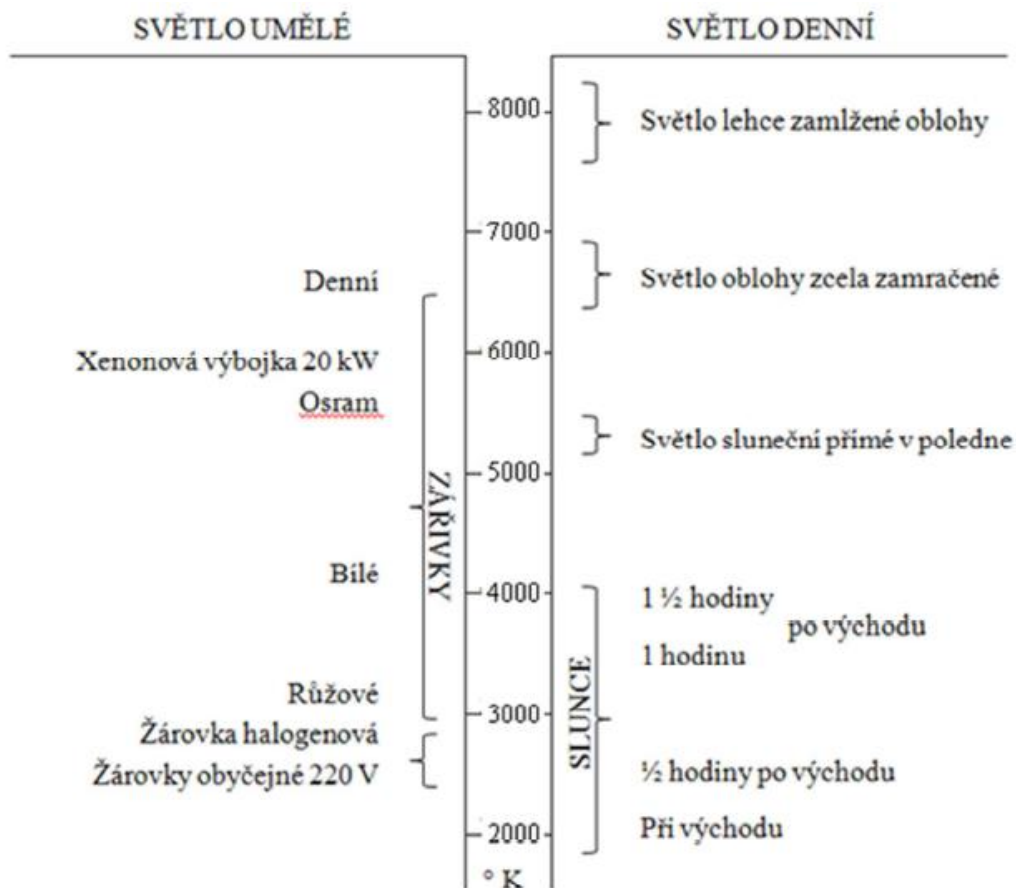 SVĚTLO UMĚLÉ
SVĚTLO DENNÍ
8000
Světlo lehce zamlžené oblohy
7000
Denní
Světlo oblohy zcela zamračené
Xenonová výbojka 20 kW
Osram
6000
Světlo sluneční přímé v poledne
5000
ZÁŘIVKY
Bílé
4000
1 ½ hodiny
po východu
1 hodinu
SLUNCE
Růžové
3000
Žárovka halogenová
Žárovky obyčejné 220 V
½ hodiny po východu
Při východu
2000
° K